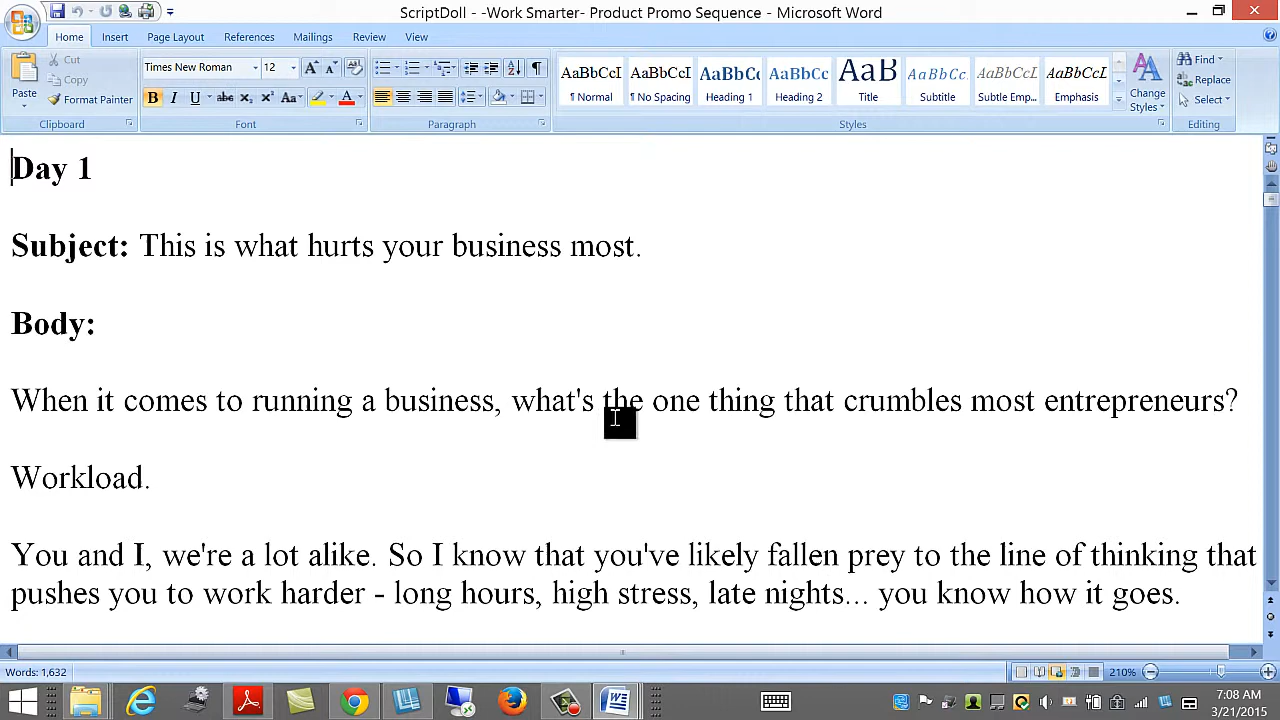 ScriptDoll - -Work Smarter- Product Promo Sequence - Microsoft Word
Home Insert Page Layout References Mailings Review View
Paste
Cut
Copy
Format Painter
Clipboard
Times New Roman 12
Font
Paragraph
AaBbCcI AaBbCcI AaBbCc AaBbCc AaB AaBbCc. AaBbCcL AaBbCcL
¶ Normal ¶ No Spacing Heading 1 Heading 2 Title Subtitle Subtle Emp... Emphasis
Change Styles
Styles
Find
Replace
Select
Editing
Day 1
Subject: This is what hurts your business most.
Body:
When it comes to running a business, what's the one thing that crumbles most entrepreneurs?
Workload.
You and I, we're a lot alike. So I know that you've likely fallen prey to the line of thinking that
pushes you to work harder - long hours, high stress, late nights... you know how it goes.
Words: 1,632
210%
7:08 AM
3/21/2015